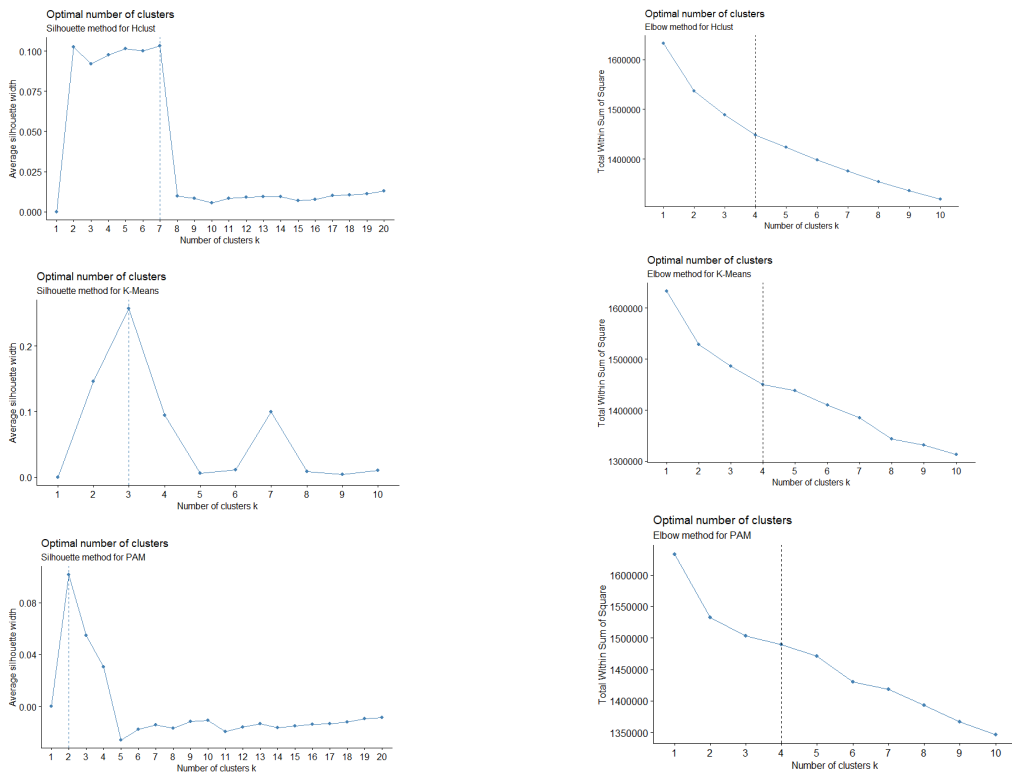 Optimal number of clusters
Silhouette method for Hclust
Average silhouette width
0.100
0.075
0.050
0.025
0.000
1 2 3 4 5 6 7 8 9 10 11 12 13 14 15 16 17 18 19 20
Number of clusters k
Optimal number of clusters
Elbow method for Hclust
Total Within Sum of Square
1600000
1500000
1400000
1 2 3 4 5 6 7 8 9 10
Number of clusters k
Optimal number of clusters
Silhouette method for K-Means
Average silhouette width
0.2
0.1
0.0
1 2 3 4 5 6 7 8 9 10
Number of clusters k
Optimal number of clusters
Elbow method for K-Means
Total Within Sum of Square
1600000
1500000
1400000
1300000
1 2 3 4 5 6 7 8 9 10
Number of clusters k
Optimal number of clusters
Silhouette method for PAM
Average silhouette width
0.08
0.04
0.00
1 2 3 4 5 6 7 8 9 10 11 12 13 14 15 16 17 18 19 20
Number of clusters k
Optimal number of clusters
Elbow method for PAM
Total Within Sum of Square
1600000
1550000
1500000
1450000
1400000
1350000
1 2 3 4 5 6 7 8 9 10
Number of clusters k